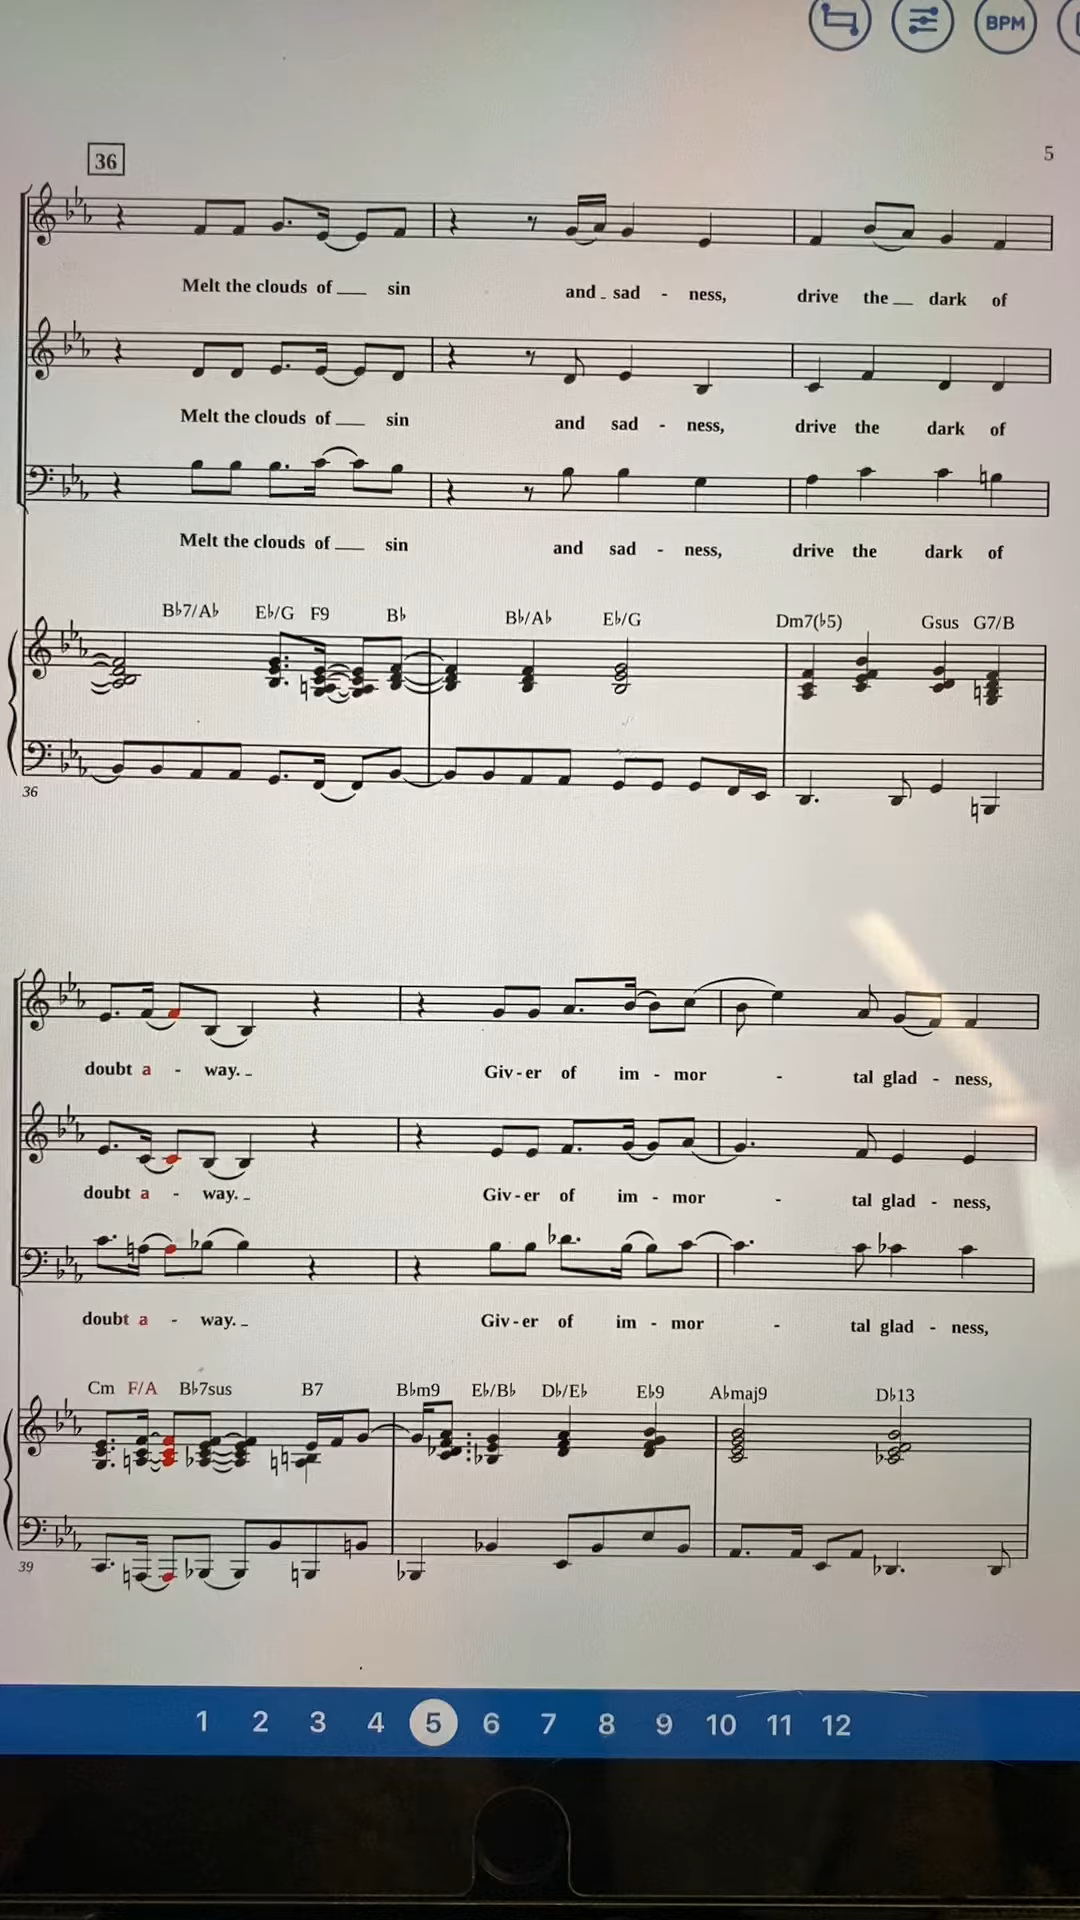 BPM
5
36
Melt the clouds of sin and sad - ness, drive the dark of
Melt the clouds of sin and sad - ness, drive the dark of
Melt the clouds of sin and sad - ness, drive the dark of
B♭7/A♭ E♭/G F9 B♭ B♭/A♭ E♭/G Dm7(♭5) Gsus G7/B
36
doubt a - way. Giv - er of im - mor - tal glad - ness,
doubt a - way. Giv - er of im - mor - tal glad - ness,
doubt a - way. Giv - er of im - mor - tal glad - ness,
Cm F/A B♭7sus B7 B♭m9 E♭/B♭ D♭/E♭ E♭9 A♭maj9 D♭13
39
1 2 3 4 5 6 7 8 9 10 11 12